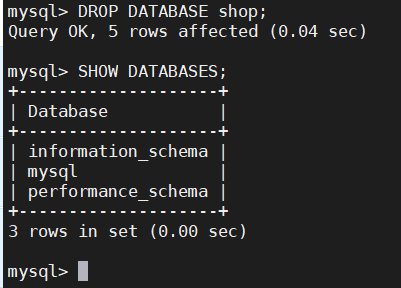 mysql> DROP DATABASE shop;
Query OK, 5 rows affected (0.04 sec)
mysql> SHOW DATABASES;
+--------------------+
| Database           |
+--------------------+
| information_schema |
| mysql              |
| performance_schema |
+--------------------+
3 rows in set (0.00 sec)
mysql>